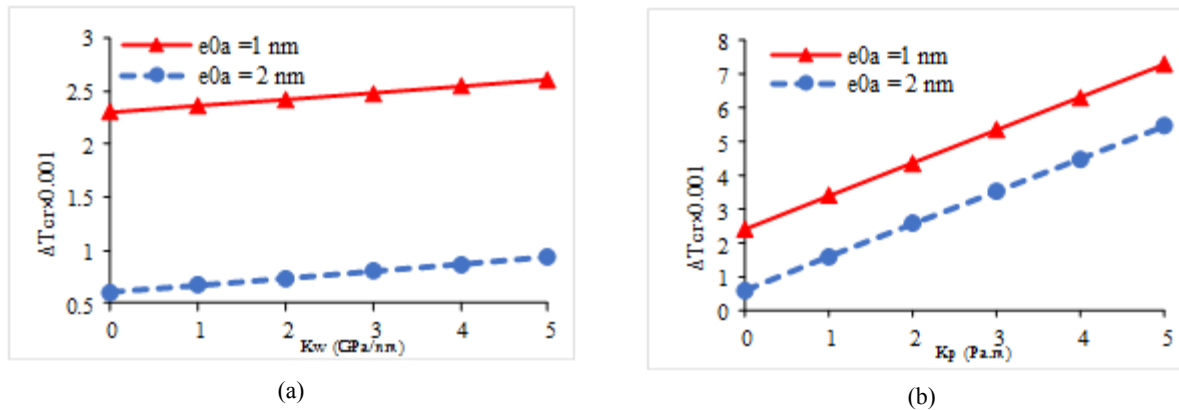 3
e0a =1 nm
e0a = 2 nm
2.5
2
1.5
1
0.5
ΔTcr×0.001
0 1 2 3 4 5
Kw (GPa/nm)
(a)
8
7
6
5
4
3
2
1
0
e0a =1 nm
e0a = 2 nm
ΔTcr×0.001
0 1 2 3 4 5
Kp (Pa.m)
(b)